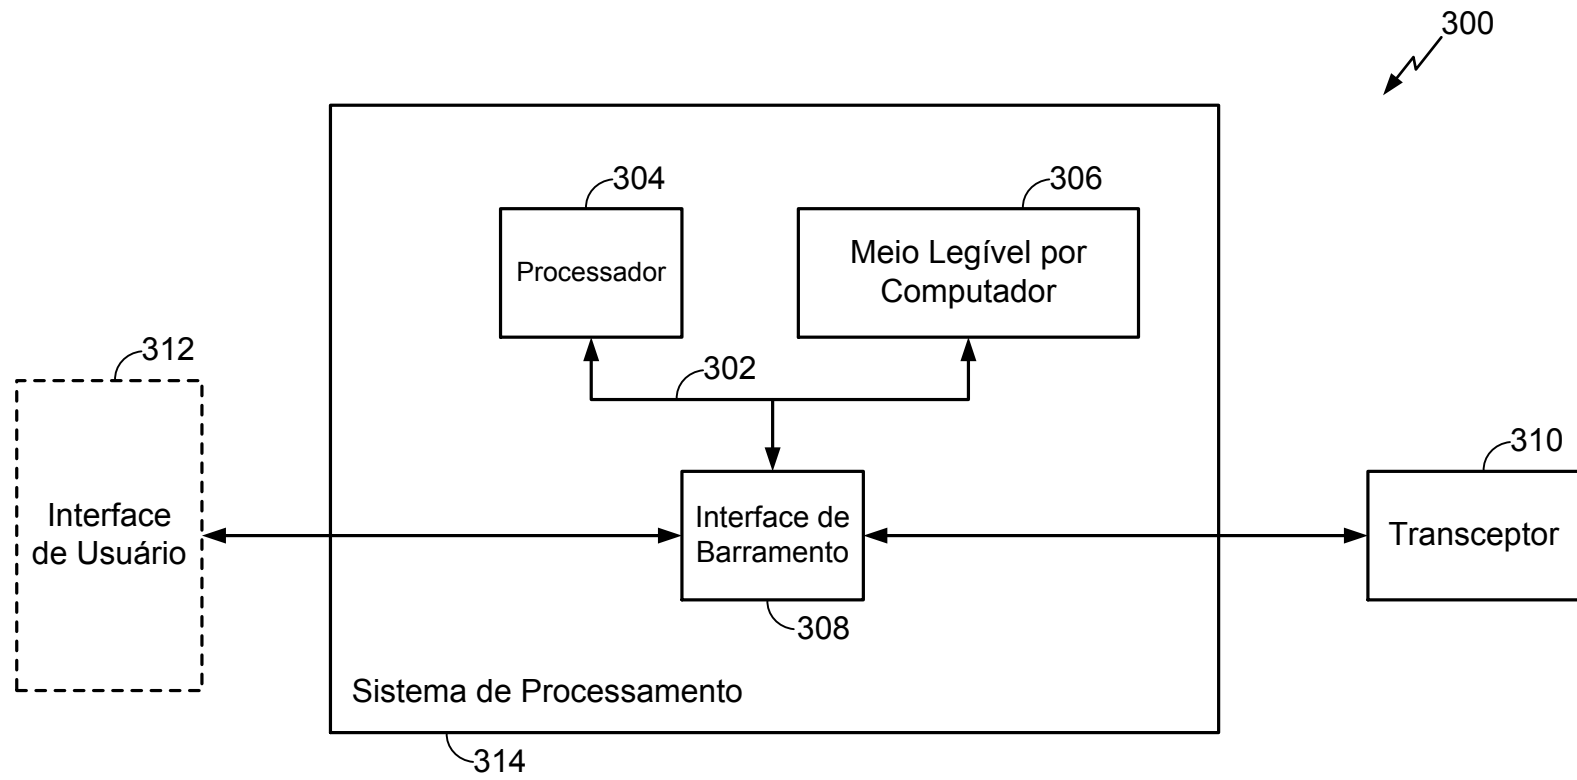 300
304
306
Processador
Meio Legível por
Computador
312
302
310
Interface
de Usuário
Interface de
Barramento
Transceptor
308
Sistema de Processamento
314